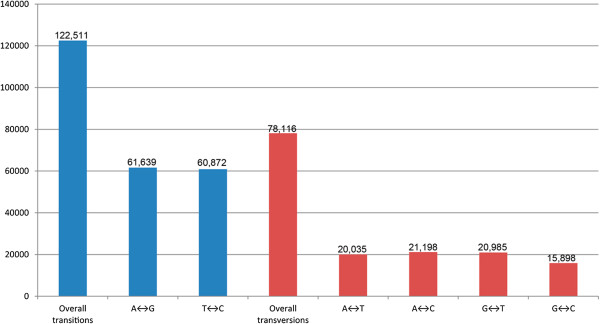 140000
120000
100000
80000
60000
40000
20000
0
122,511
61,639
60,872
78,116
20,035
21,198
20,985
15,898
Overall transitions
A↔G
T↔C
Overall transversions
A↔T
A↔C
G↔T
G↔C